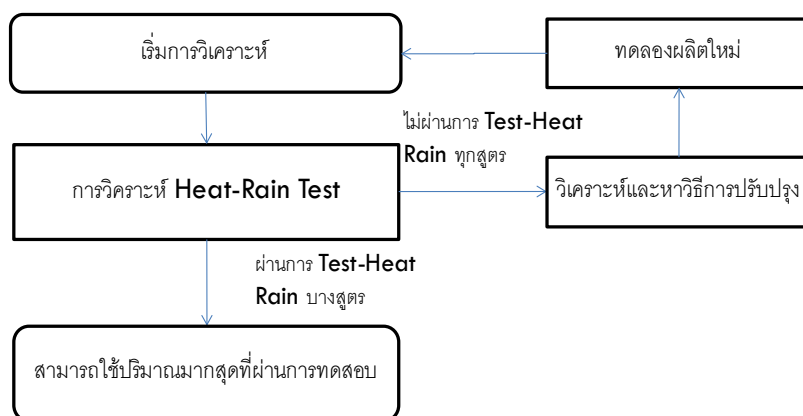 เริ่มการวิเคราะห์
ทดลองผลิตใหม่
ไม่ผ่านการ Test-Heat
Rain ทุกสูตร
การวิคราะห์ Heat-Rain Test
วิเคราะห์และหาวิธีการปรับปรุง
ผ่านการ Test-Heat
Rain บางสูตร
สามารถใช้ปริมาณมากสุดที่ผ่านการทดสอบ